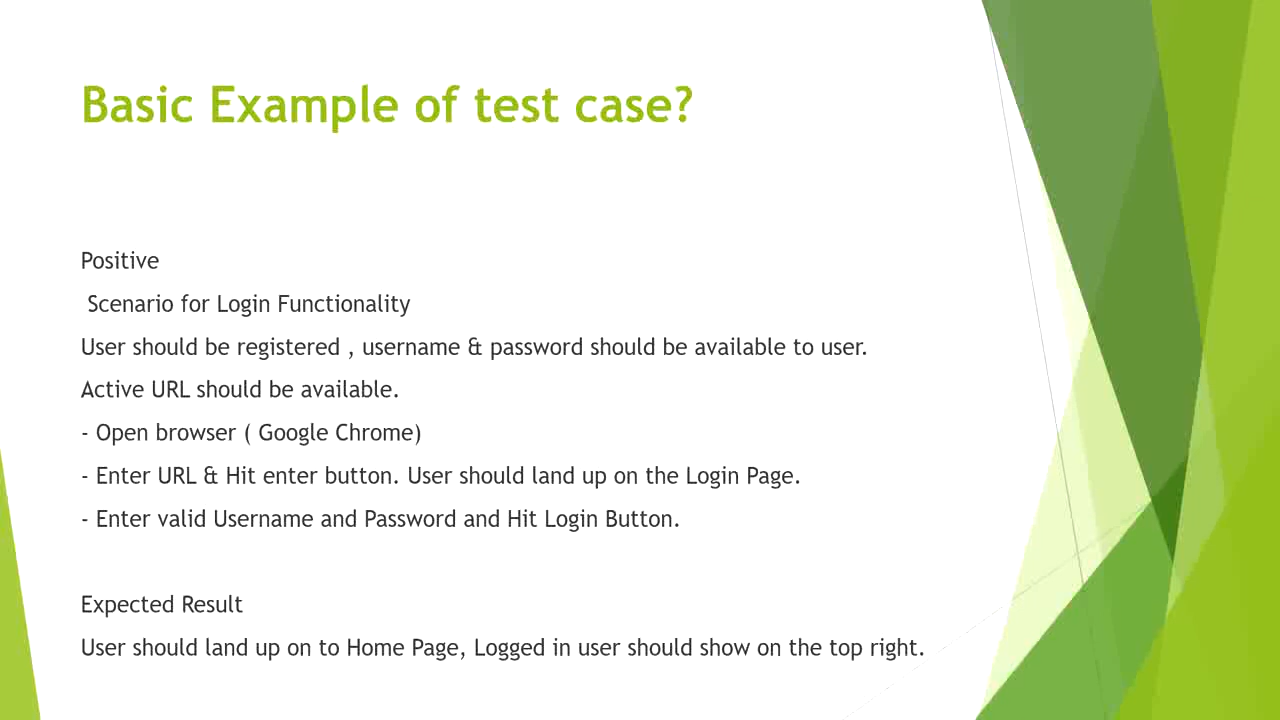 Basic Example of test case?
Positive
Scenario for Login Functionality
User should be registered , username & password should be available to user.
Active URL should be available.
- Open browser ( Google Chrome)
- Enter URL & Hit enter button. User should land up on the Login Page.
- Enter valid Username and Password and Hit Login Button.
Expected Result
User should land up on to Home Page, Logged in user should show on the top right.